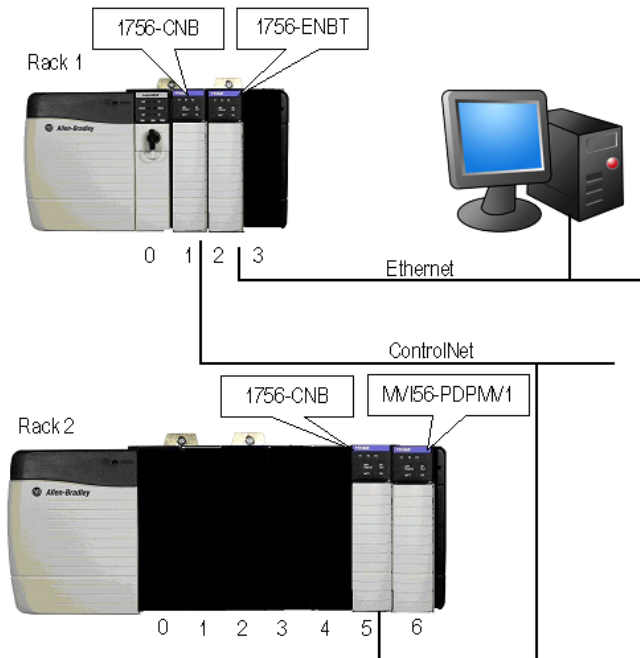 1756-CNB 1756-ENBT
Rack 1
Allen-Bradley
0 1 2 3
Ethernet
ControlNet
1756-CNB MVI56-PDPMV1
Rack 2
Allen-Bradley
0 1 2 3 4 5 6